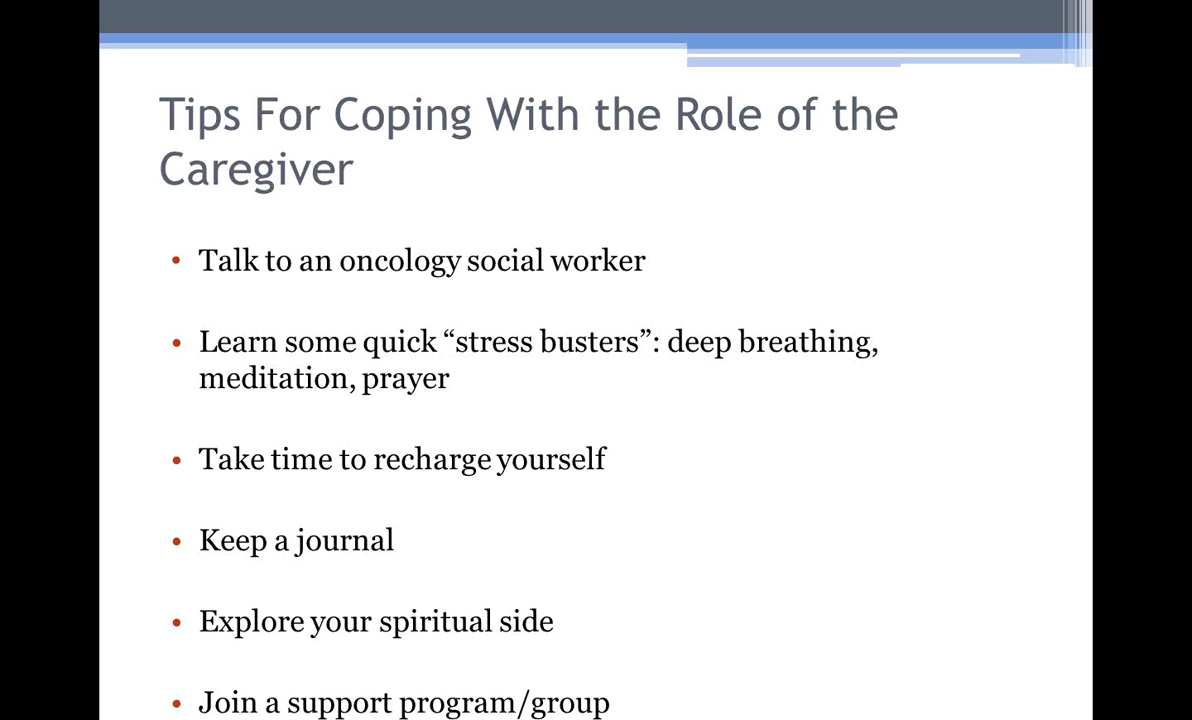 Tips For Coping With the Role of the
Caregiver
• Talk to an oncology social worker
• Learn some quick “stress busters”: deep breathing,
meditation, prayer
• Take time to recharge yourself
• Keep a journal
• Explore your spiritual side
• Join a support program/group